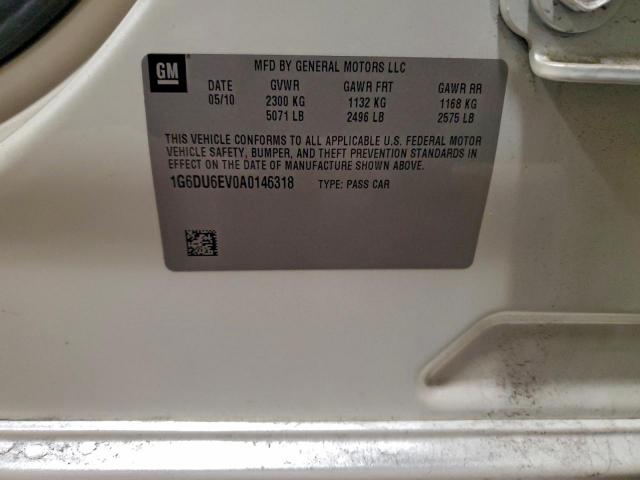 GM
MFD BY GENERAL MOTORS LLC
DATE GVWR GAWR FRT GAWR RR
05/10 2300 KG 1132 KG 1168 KG
5071 LB 2496 LB 2575 LB
THIS VEHICLE CONFORMS TO ALL APPLICABLE U.S. FEDERAL MOTOR
VEHICLE SAFETY, BUMPER, AND THEFT PREVENTION STANDARDS IN
EFFECT ON THE DATE OF MANUFACTURE SHOWN ABOVE.
1G6DU6EV0A0146318 TYPE: PASS CAR